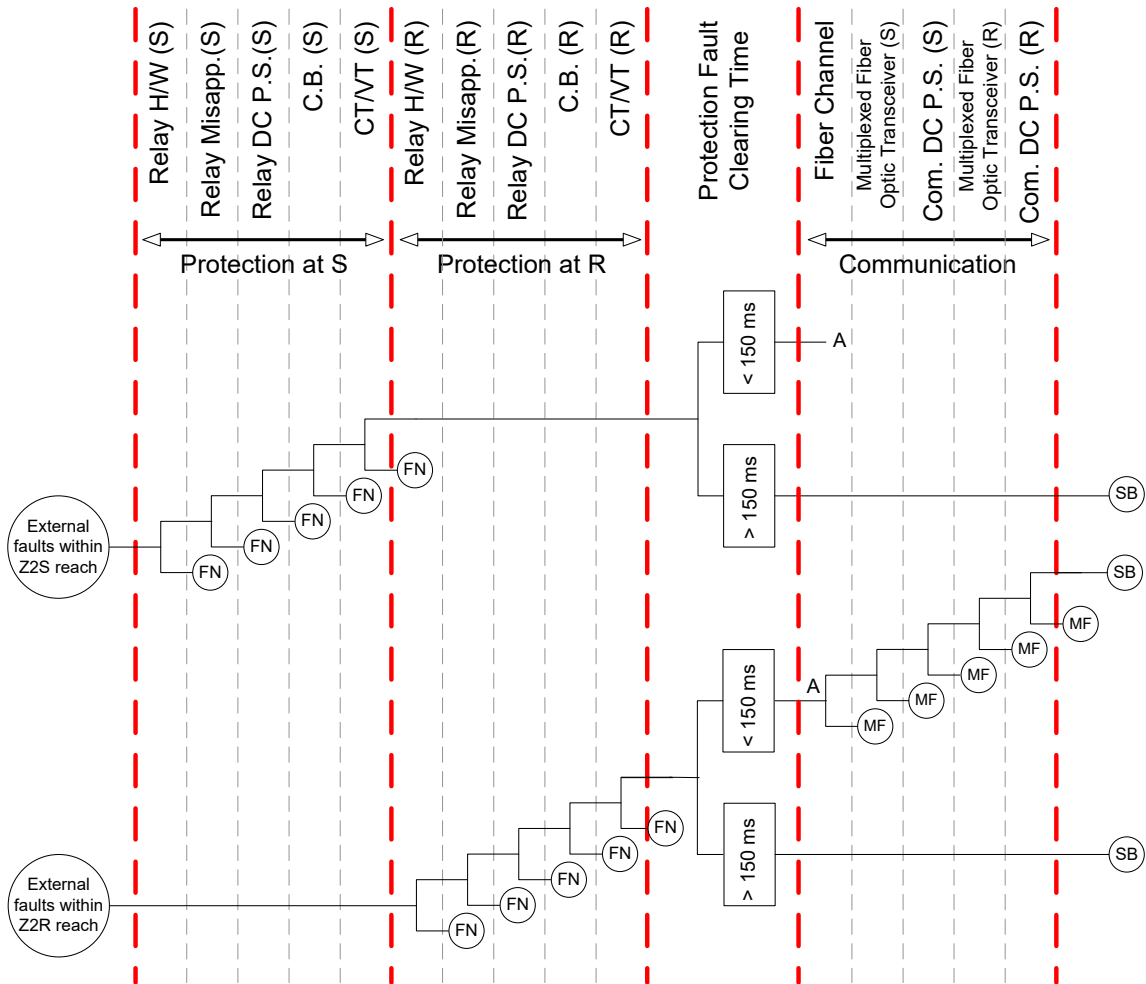 Relay H/W (S)
Relay Misapp.(S)
Relay DC P.S.(S)
C.B. (S)
CT/VT (S)
Relay H/W (R)
Relay Misapp.(R)
Relay DC P.S.(R)
C.B. (R)
CT/VT (R)
Protection Fault
Clearing Time
Fiber Channel
Multiplexed Fiber
Optic Transceiver (S)
Com. DC P.S. (S)
Multiplexed Fiber
Optic Transceiver (R)
Com. DC P.S. (R)
Protection at S
Protection at R
Communication
< 150 ms
A
FN
FN
FN
FN
FN
> 150 ms
SB
External
faults within
Z2S reach
SB
MF
MF
MF
MF
MF
< 150 ms
A
FN
FN
FN
FN
FN
> 150 ms
SB
External
faults within
Z2R reach